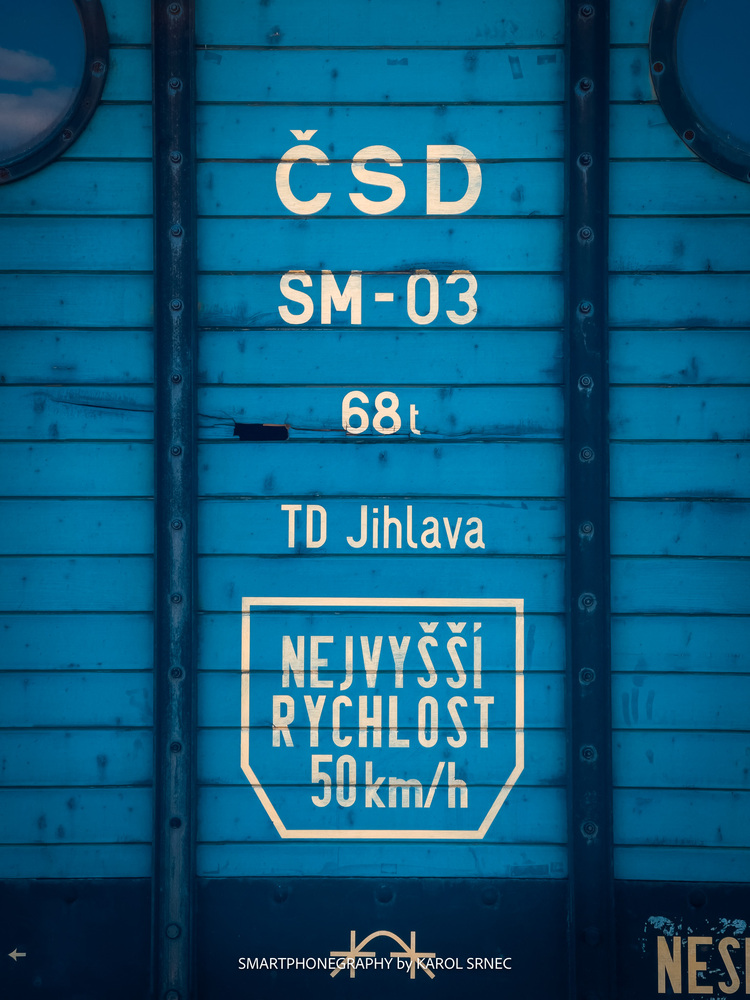 ČSD
SM-03
68t
TD Jihlava
NEJVYŠŠÍ
RYCHLOST
50km/h
SMARTPHONEGRAPHY by KAROL SRNEC